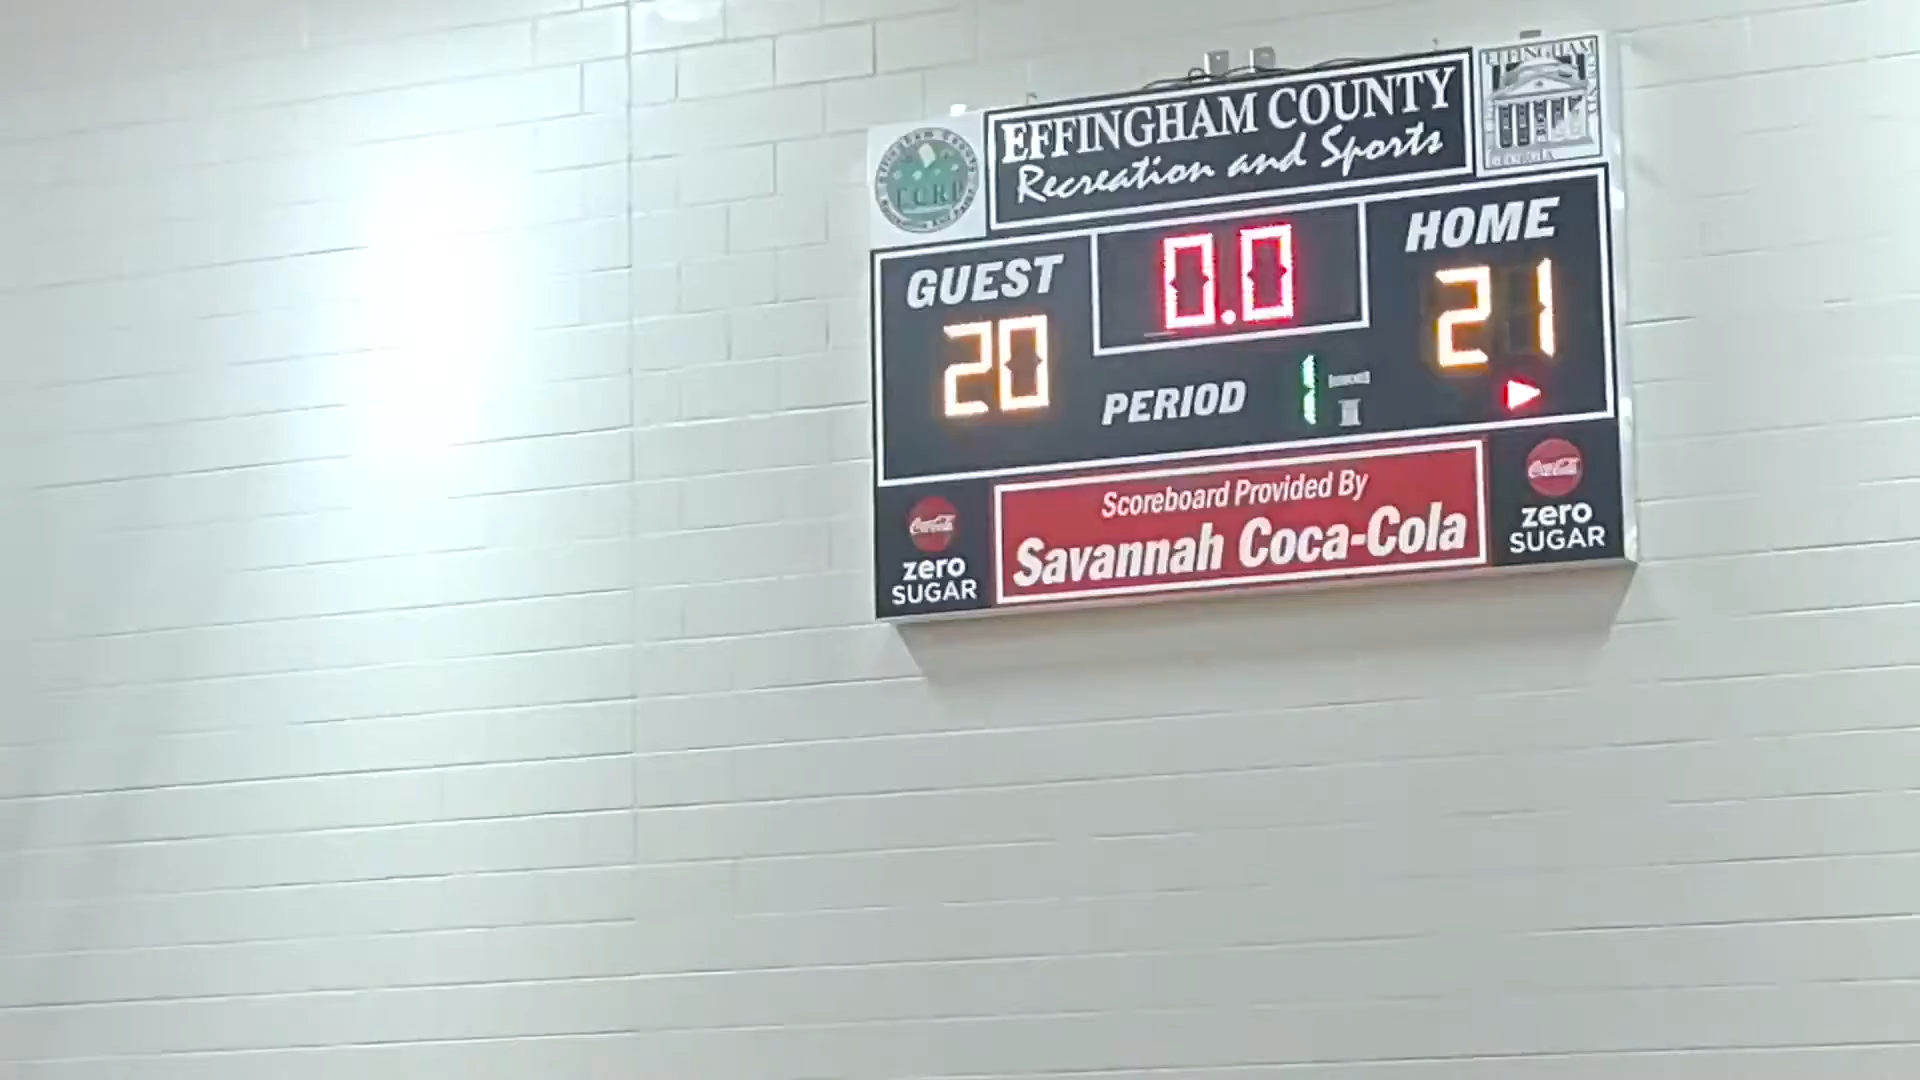 EFFINGHAM COUNTY
Recreation and Sports
EFFINGHAM
GUEST
0.0
HOME
20
21
PERIOD
1
Scoreboard Provided By
Savannah Coca-Cola
Coca-Cola
zero
SUGAR
Coca-Cola
zero
SUGAR